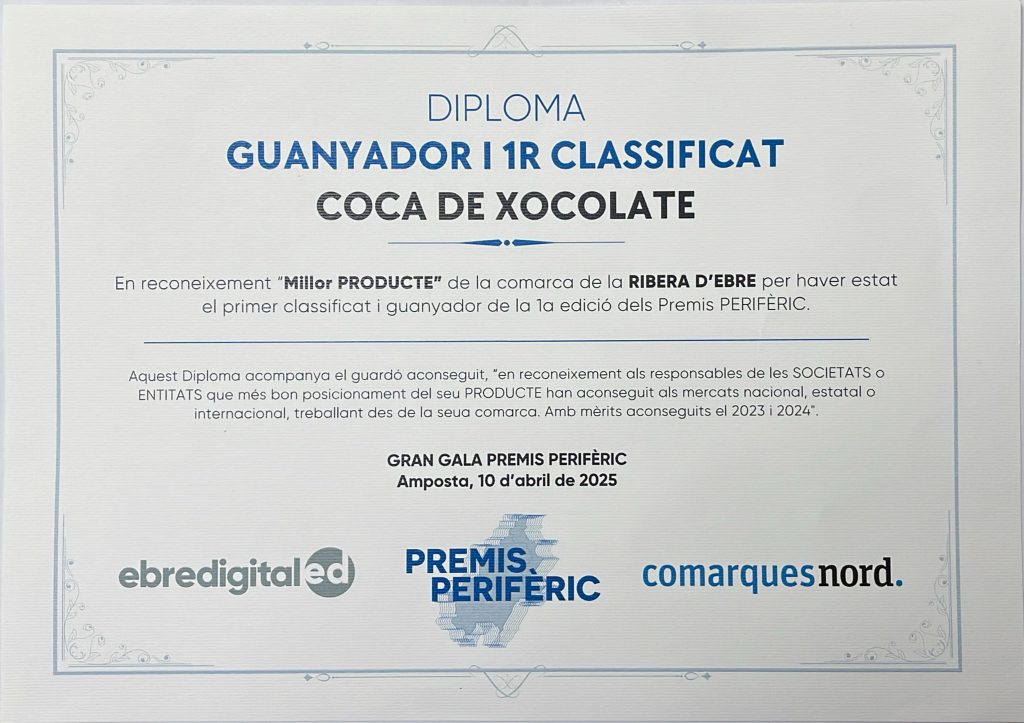 DIPLOMA
GUANYADOR I 1R CLASSIFICAT
COCA DE XOCOLATE
En reconeixement “Millor PRODUCTE” de la comarca de la RIBERA D’EBRE per haver estat
el primer classificat i guanyador de la 1a edició dels Premis PERIFÈRIC.
Aquest Diploma acompanya el guardó aconseguit, “en reconeixement als responsables de les SOCIETATS o
ENTITATS que més bon posicionament del seu PRODUCTE han aconseguit als mercats nacional, estatal o
internacional, treballant des de la seua comarca. Amb mèrits aconseguits el 2023 i 2024”.
GRAN GALA PREMIS PERIFÈRIC
Amposta, 10 d’abril de 2025
ebredigital ed
PREMIS
PERIFÈRIC
comarquesnord.